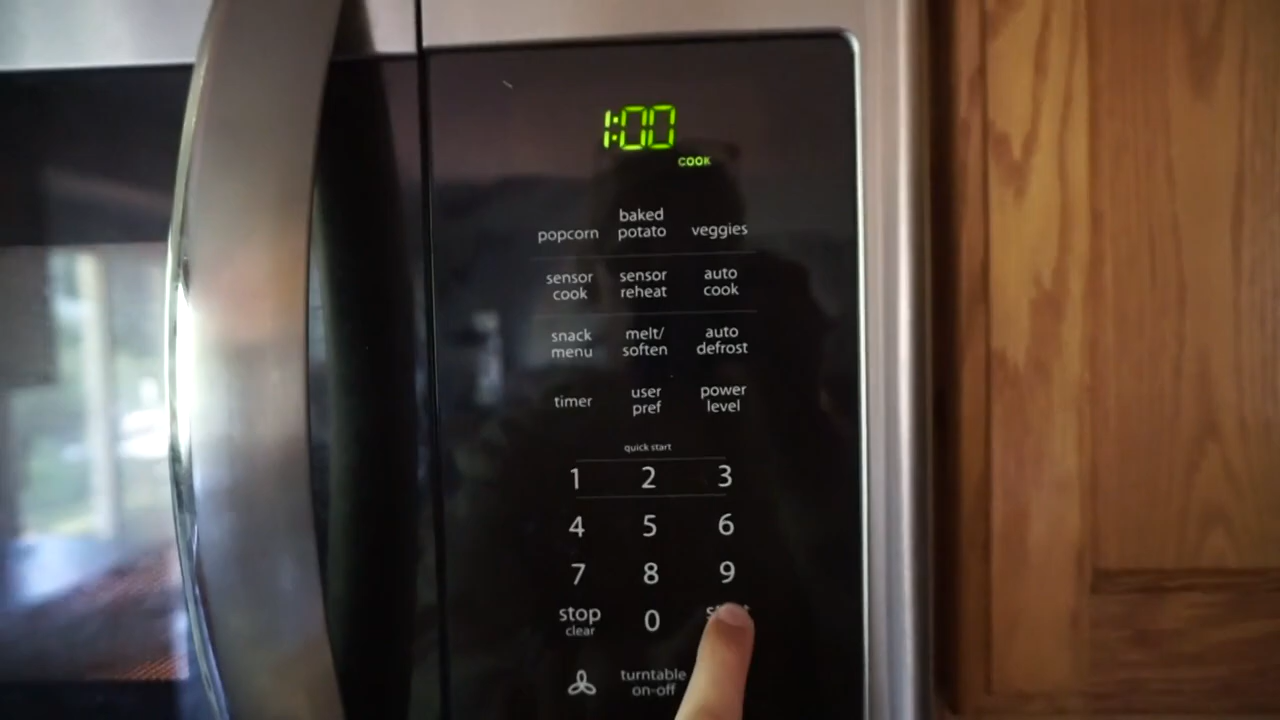 1:00
COOK
popcorn
baked
potato
veggies
sensor
cook
sensor
reheat
auto
cook
snack
menu
melt/
soften
auto
defrost
timer
user
pref
power
level
quick start
1 2 3
4 5 6
7 8 9
stop
clear
0
turntable
on-off